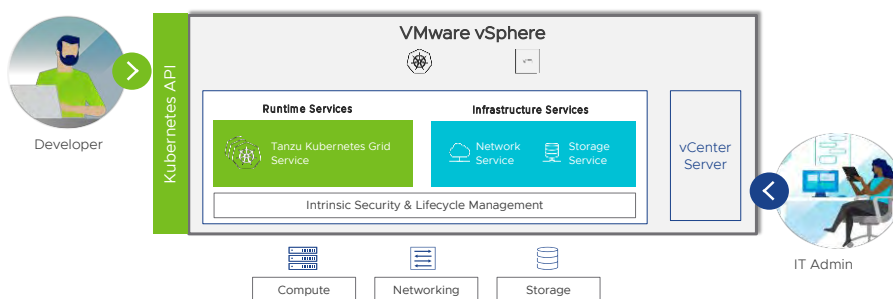 VMware vSphere
Kubernetes API
Developer
Runtime Services
Infrastructure Services
Tanzu Kubernetes Grid
Service
Network
Service
Storage
Service
vCenter
Server
Intrinsic Security & Lifecycle Management
IT Admin
Compute
Networking
Storage